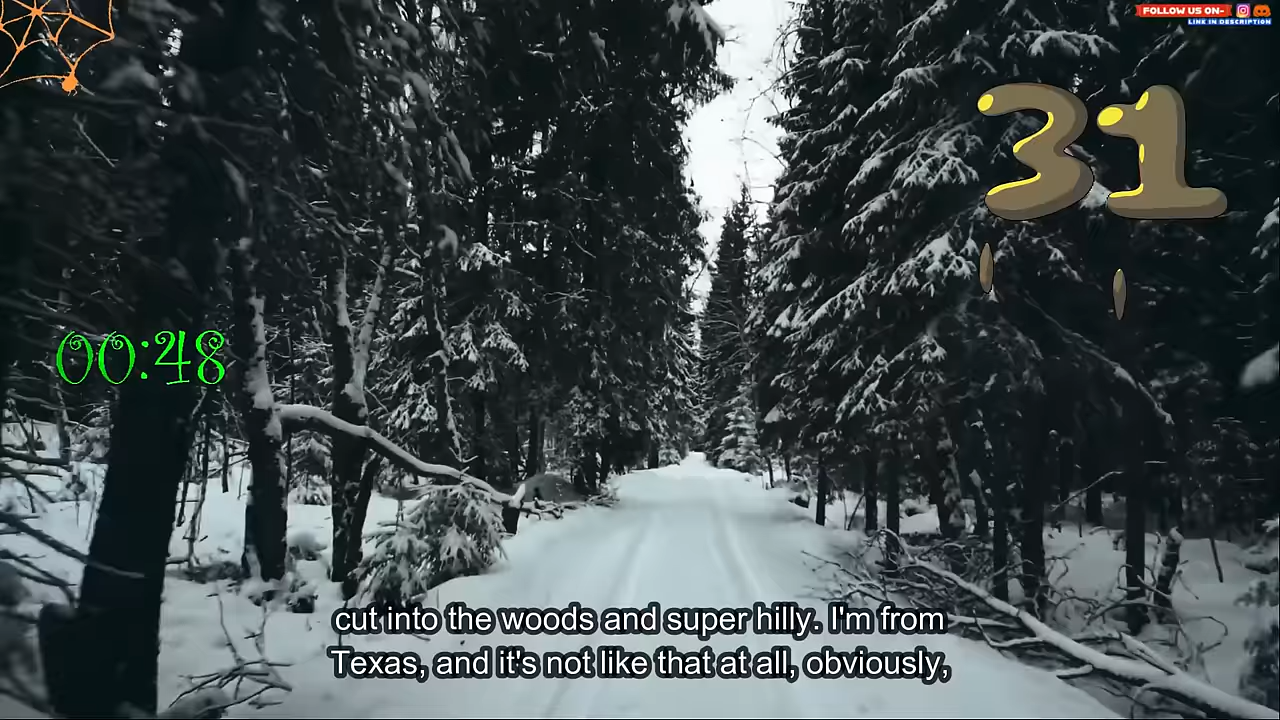 FOLLOW US ON-
LINK IN DESCRIPTION
31
00:48
cut into the woods and super hilly. I'm from
Texas, and it's not like that at all, obviously,